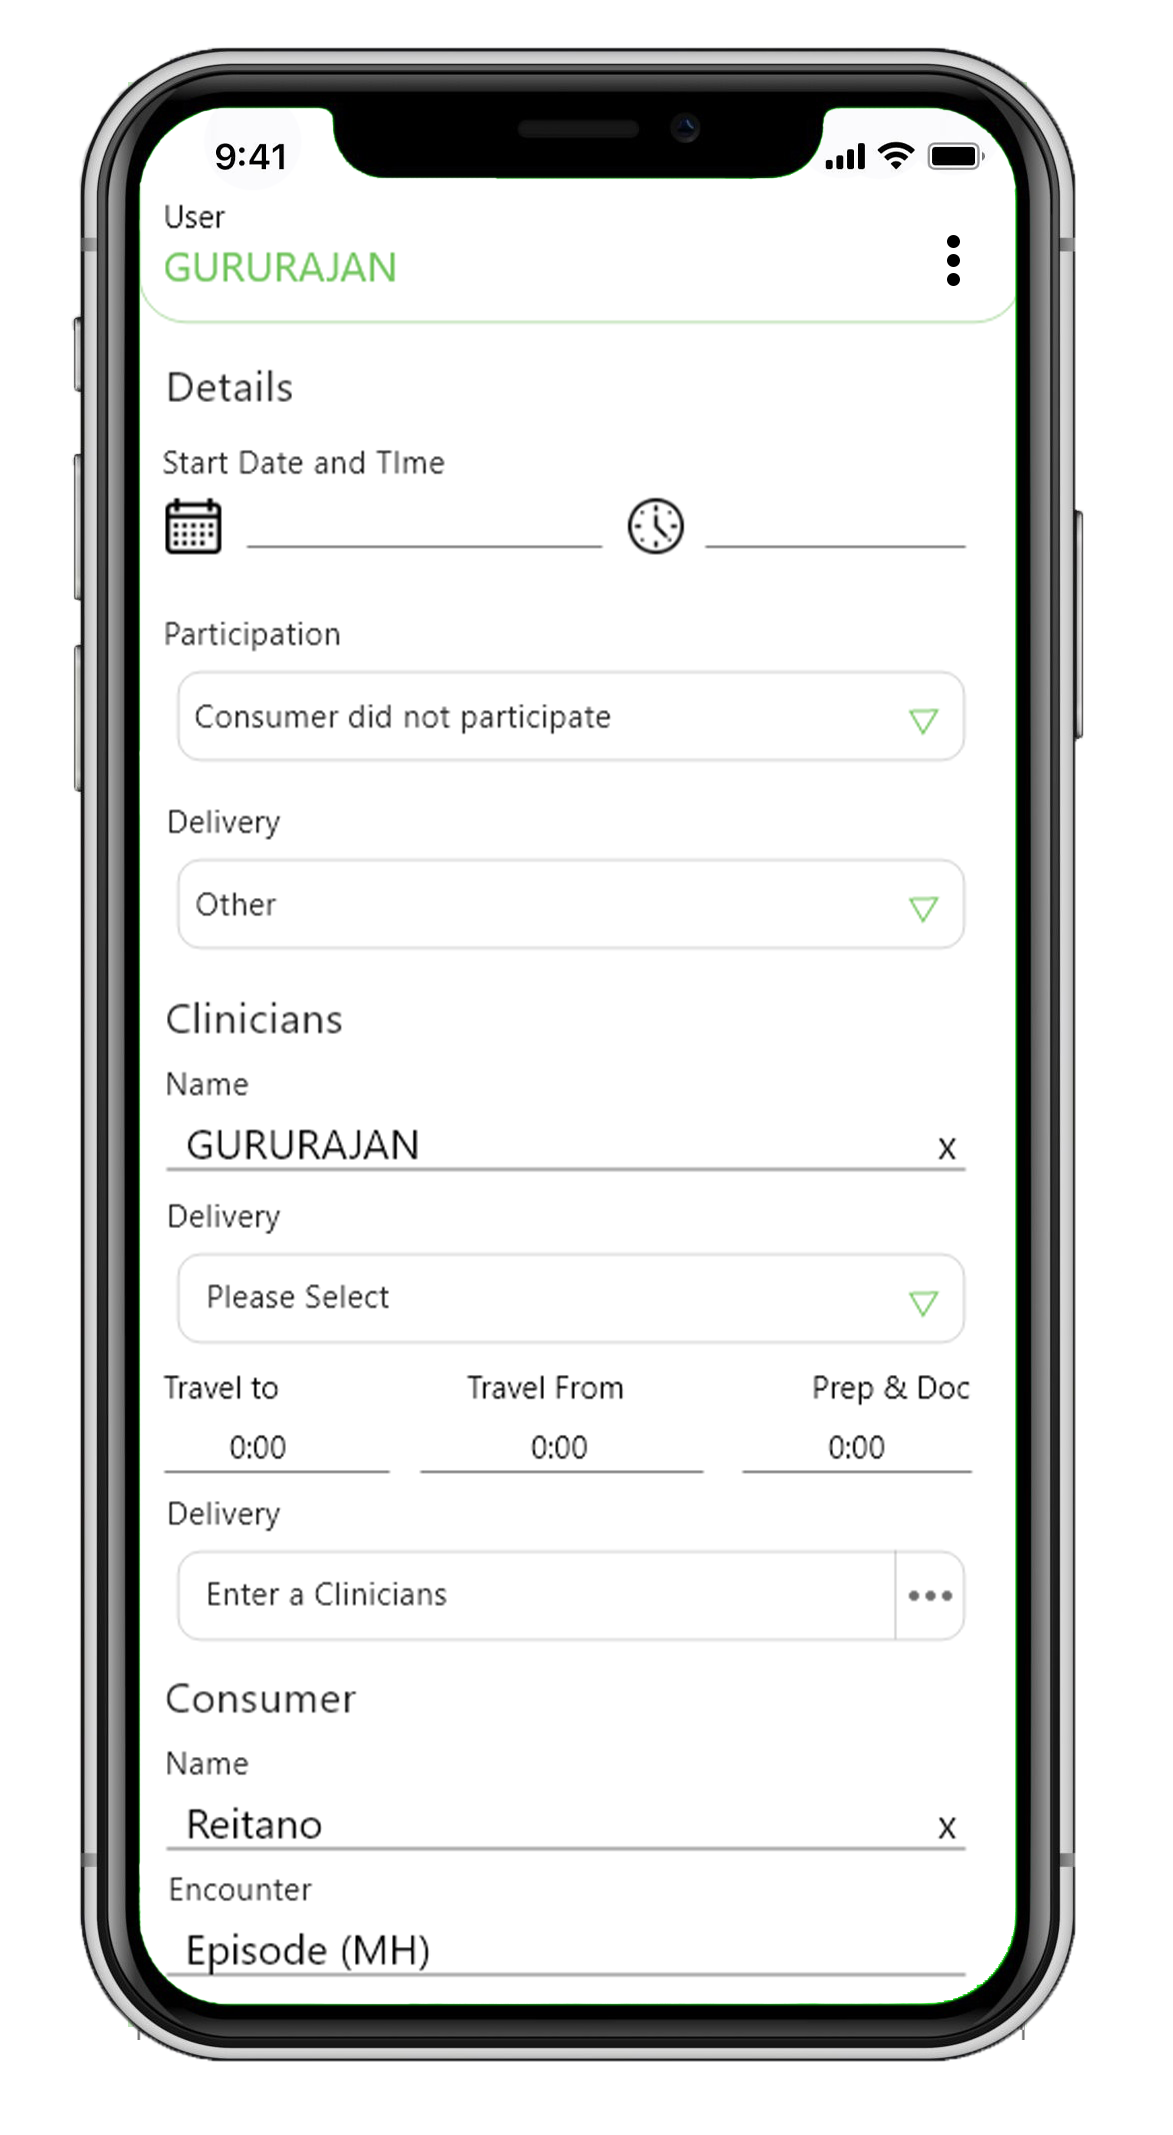 9:41
User
GURURAJAN
Details
Start Date and TIme
Participation
Consumer did not participate
Delivery
Other
Clinicians
Name
GURURAJAN x
Delivery
Please Select
Travel to Travel From Prep & Doc
0:00 0:00 0:00
Delivery
Enter a Clinicians
Consumer
Name
Reitano x
Encounter
Episode (MH)